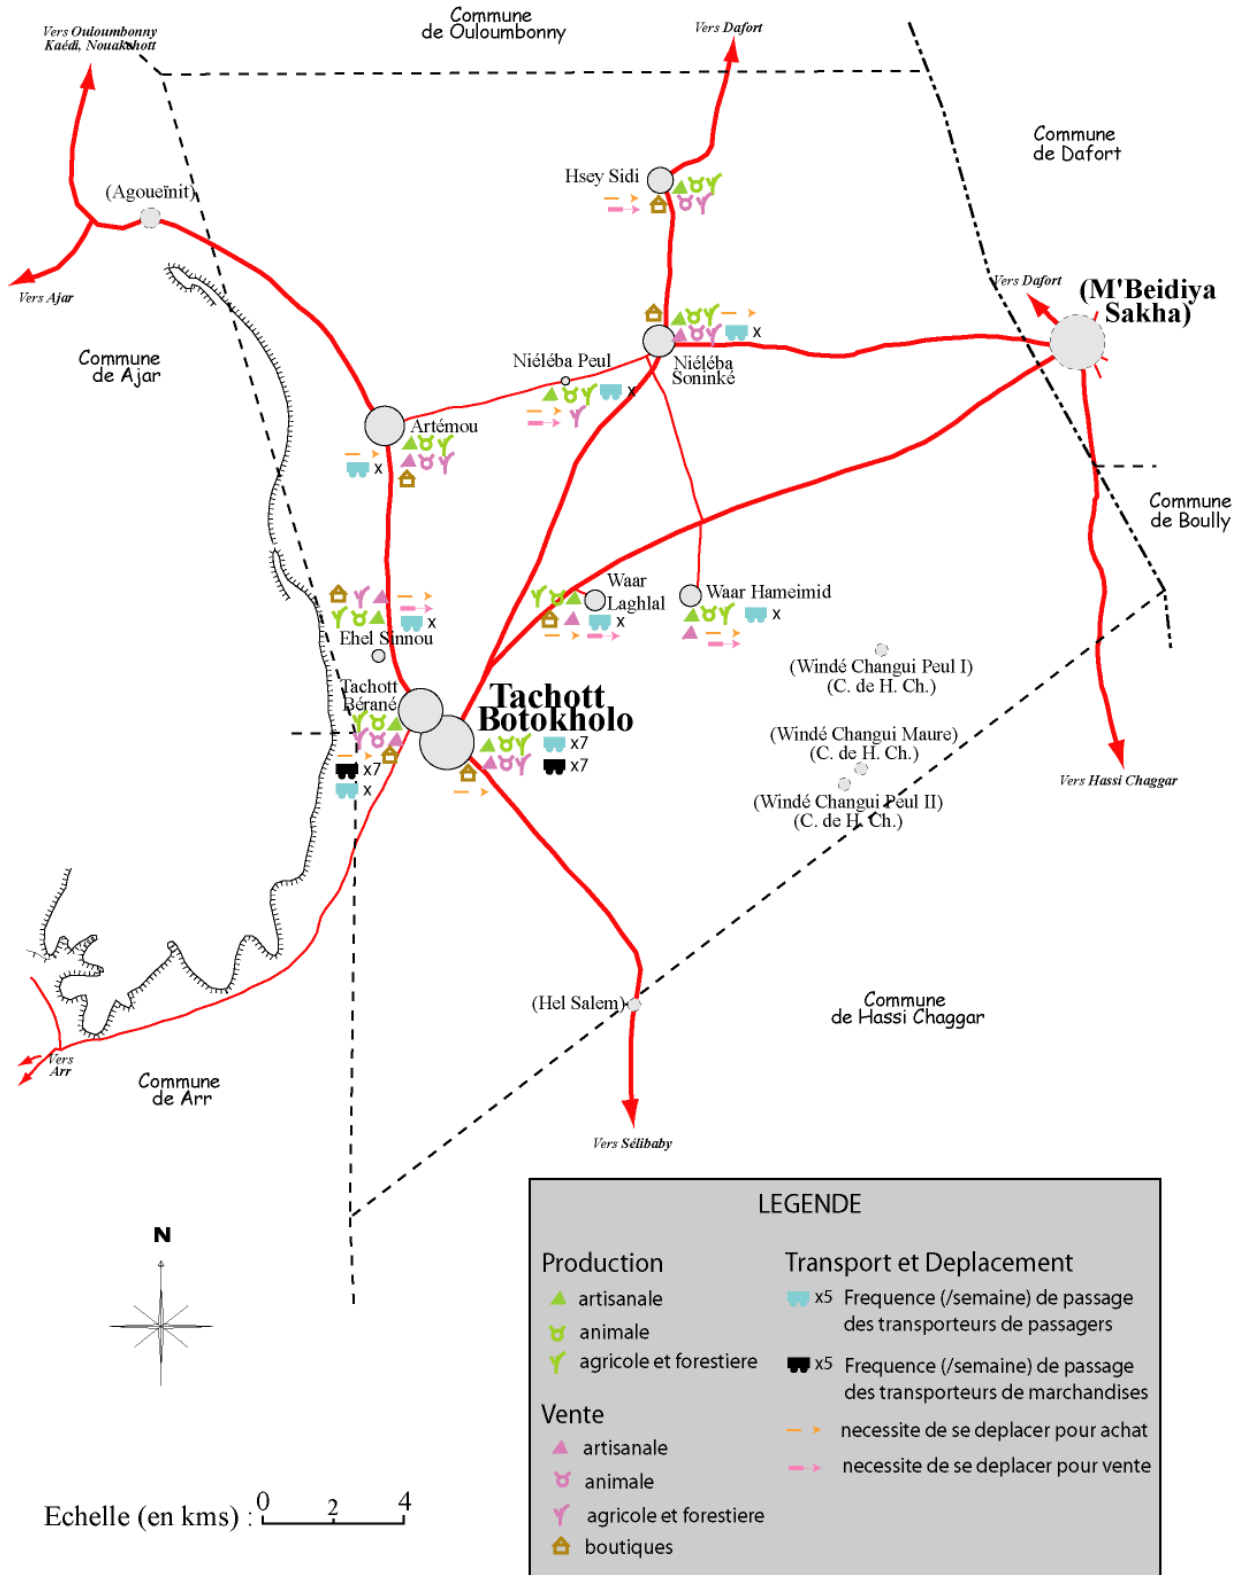 Vers Ouloumbonny
Kaédi, Nouakchott
Commune
de Ouloumbonny
Vers Dafort
Commune
de Dafort
Hsey Sidi
(Agoueïnit)
Vers Ajar
Vers Dafort
(M'Beidiya
Sakha)
Commune
de Ajar
Niéléba Peul
x
Niéléba
Soninké
x
Artémou
x
Commune
de Boully
x
Ehel Sinnou
Waar
Laghlal
x
Waar Hameimid
x
(Windé Changui Peul I)
(C. de H. Ch.)
Tachott
Bérané
x7
x
Tachott
Botokholo
x7
x7
(Windé Changui Maure)
(C. de H. Ch.)
(Windé Changui Peul II)
(C. de H. Ch.)
Vers Hassi Chaggar
(Hel Salem)
Commune
de Hassi Chaggar
Vers
Arr
Commune
de Arr
Vers Sélibaby
N
Echelle (en kms) :
0 2 4
LEGENDE
Production
artisanale
animale
agricole et forestiere
Vente
artisanale
animale
agricole et forestiere
boutiques
Transport et Deplacement
x5 Fréquence (/semaine) de passage
des transporteurs de passagers
x5 Fréquence (/semaine) de passage
des transporteurs de marchandises
necessite de se deplacer pour achat
necessite de se deplacer pour vente